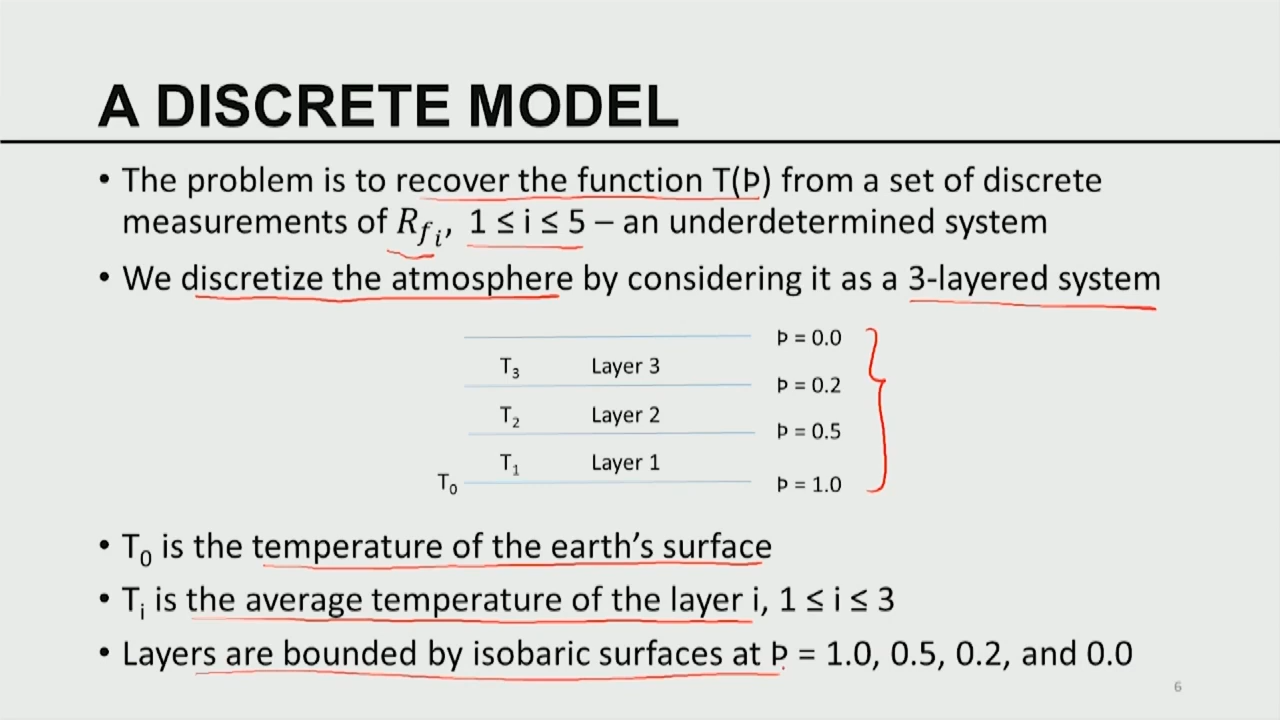 A DISCRETE MODEL
• The problem is to recover the function T(Þ) from a set of discrete
measurements of R_{f_i}, 1 ≤ i ≤ 5 – an underdetermined system
• We discretize the atmosphere by considering it as a 3-layered system
Þ = 0.0
T₃ Layer 3
Þ = 0.2
T₂ Layer 2
Þ = 0.5
T₁ Layer 1
T₀ Þ = 1.0
• T₀ is the temperature of the earth’s surface
• Tᵢ is the average temperature of the layer i, 1 ≤ i ≤ 3
• Layers are bounded by isobaric surfaces at Þ = 1.0, 0.5, 0.2, and 0.0
6